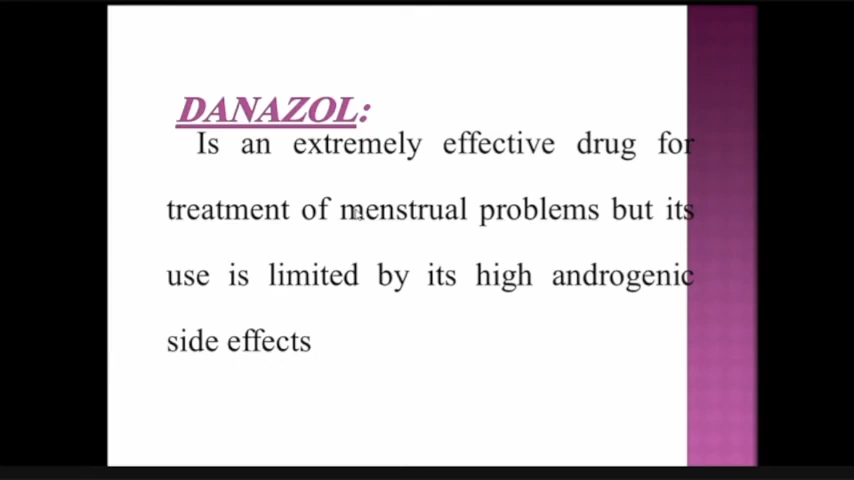 DANAZOL:
Is an extremely effective drug for
treatment of menstrual problems but its
use is limited by its high androgenic
side effects